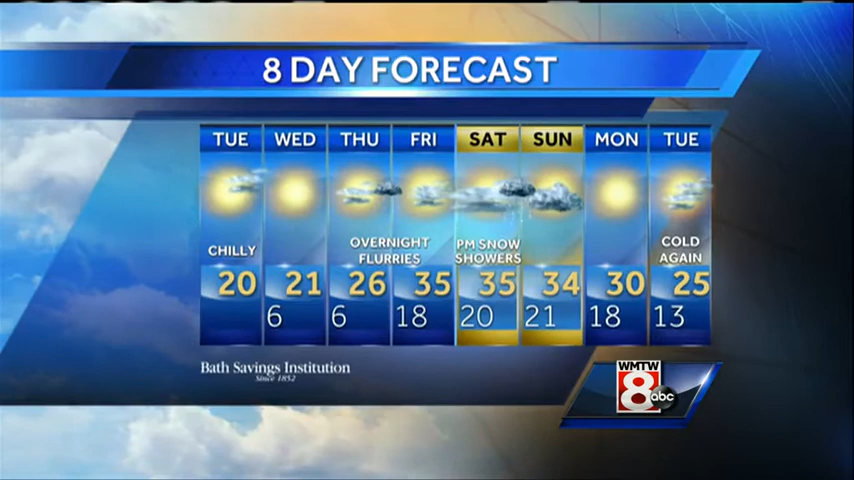 8 DAY FORECAST
TUE WED THU FRI SAT SUN MON TUE
CHILLY
OVERNIGHT
FLURRIES
PM SNOW
SHOWERS
COLD
AGAIN
20 21 26 35 35 34 30 25
6 6 18 20 21 18 13
Bath Savings Institution
Since 1852
WMTW
8
abc